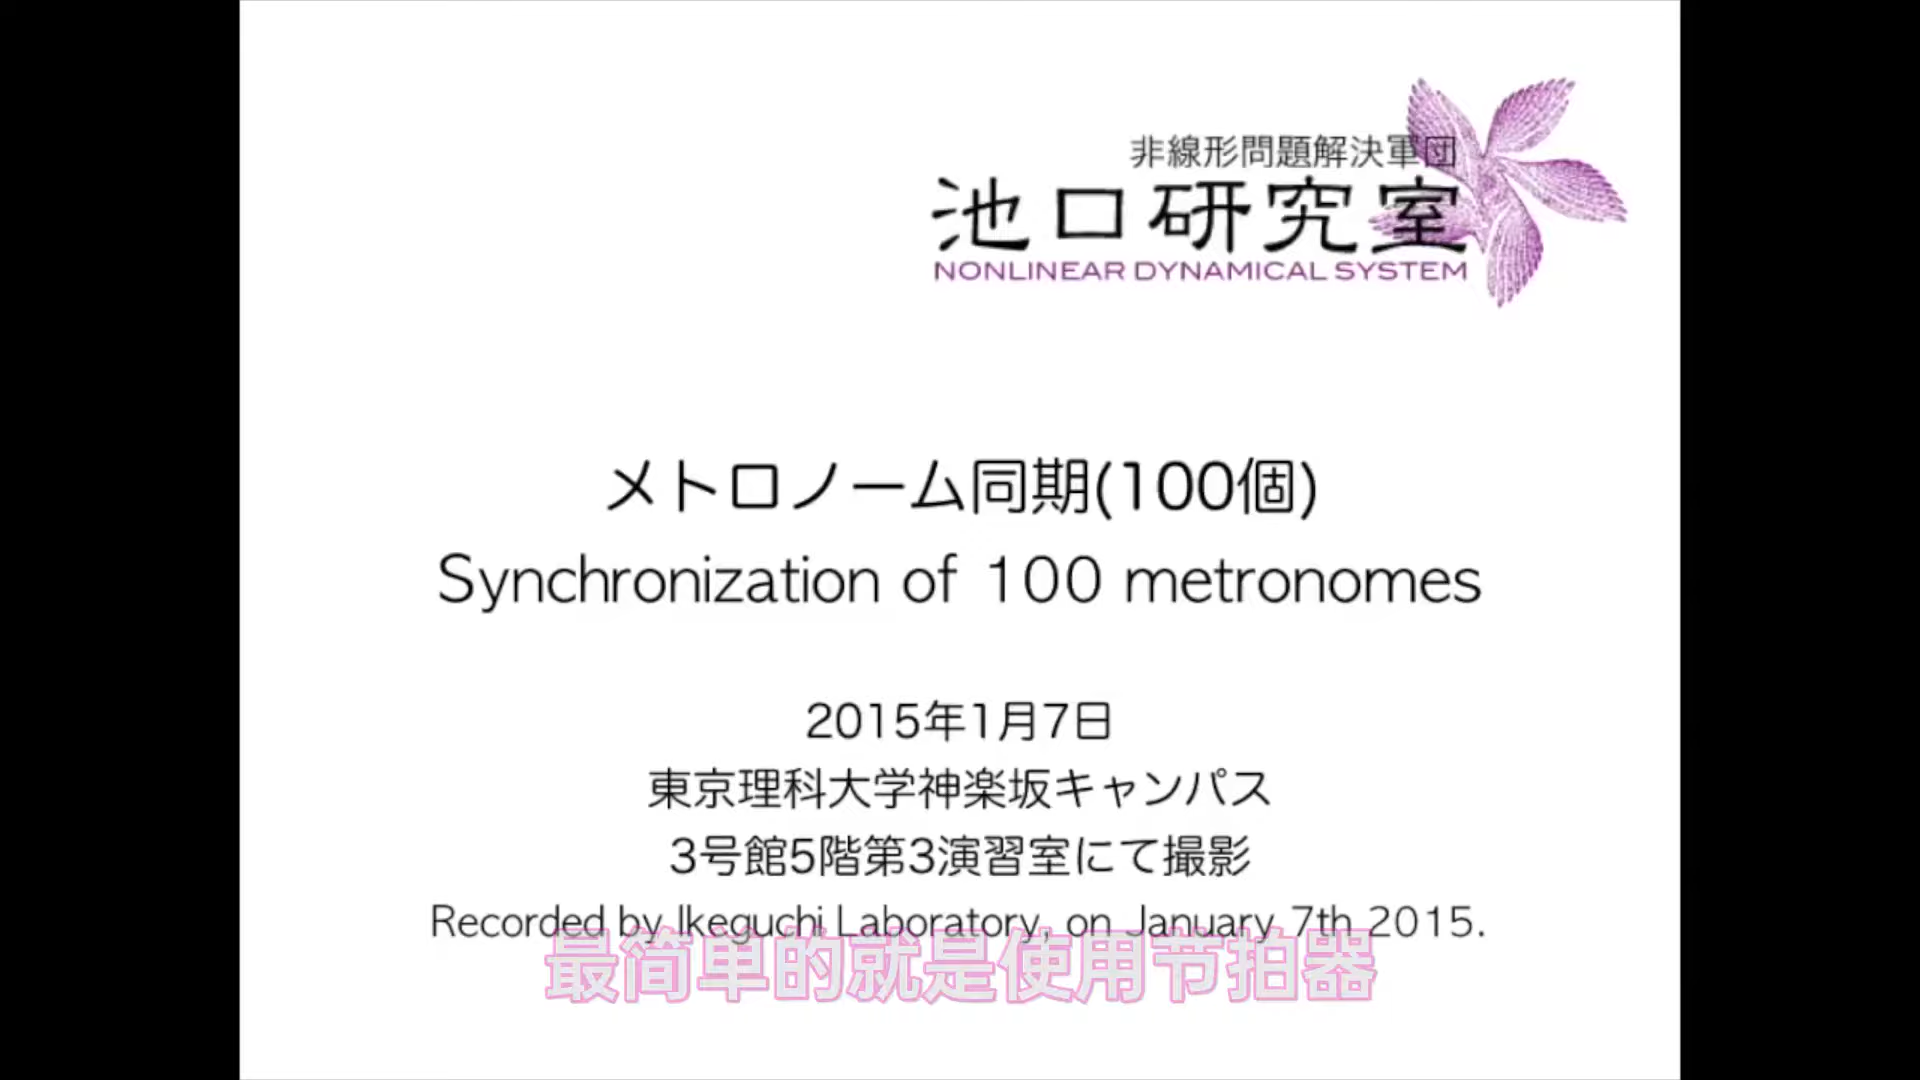 非線形問題解決軍団
池口研究室
NONLINEAR DYNAMICAL SYSTEM
メトロノーム同期(100個)
Synchronization of 100 metronomes
2015年1月7日
東京理科大学神楽坂キャンパス
3号館5階第3演習室にて撮影
Recorded by Ikeguchi Laboratory, on January 7th 2015.
最简单的就是使用节拍器